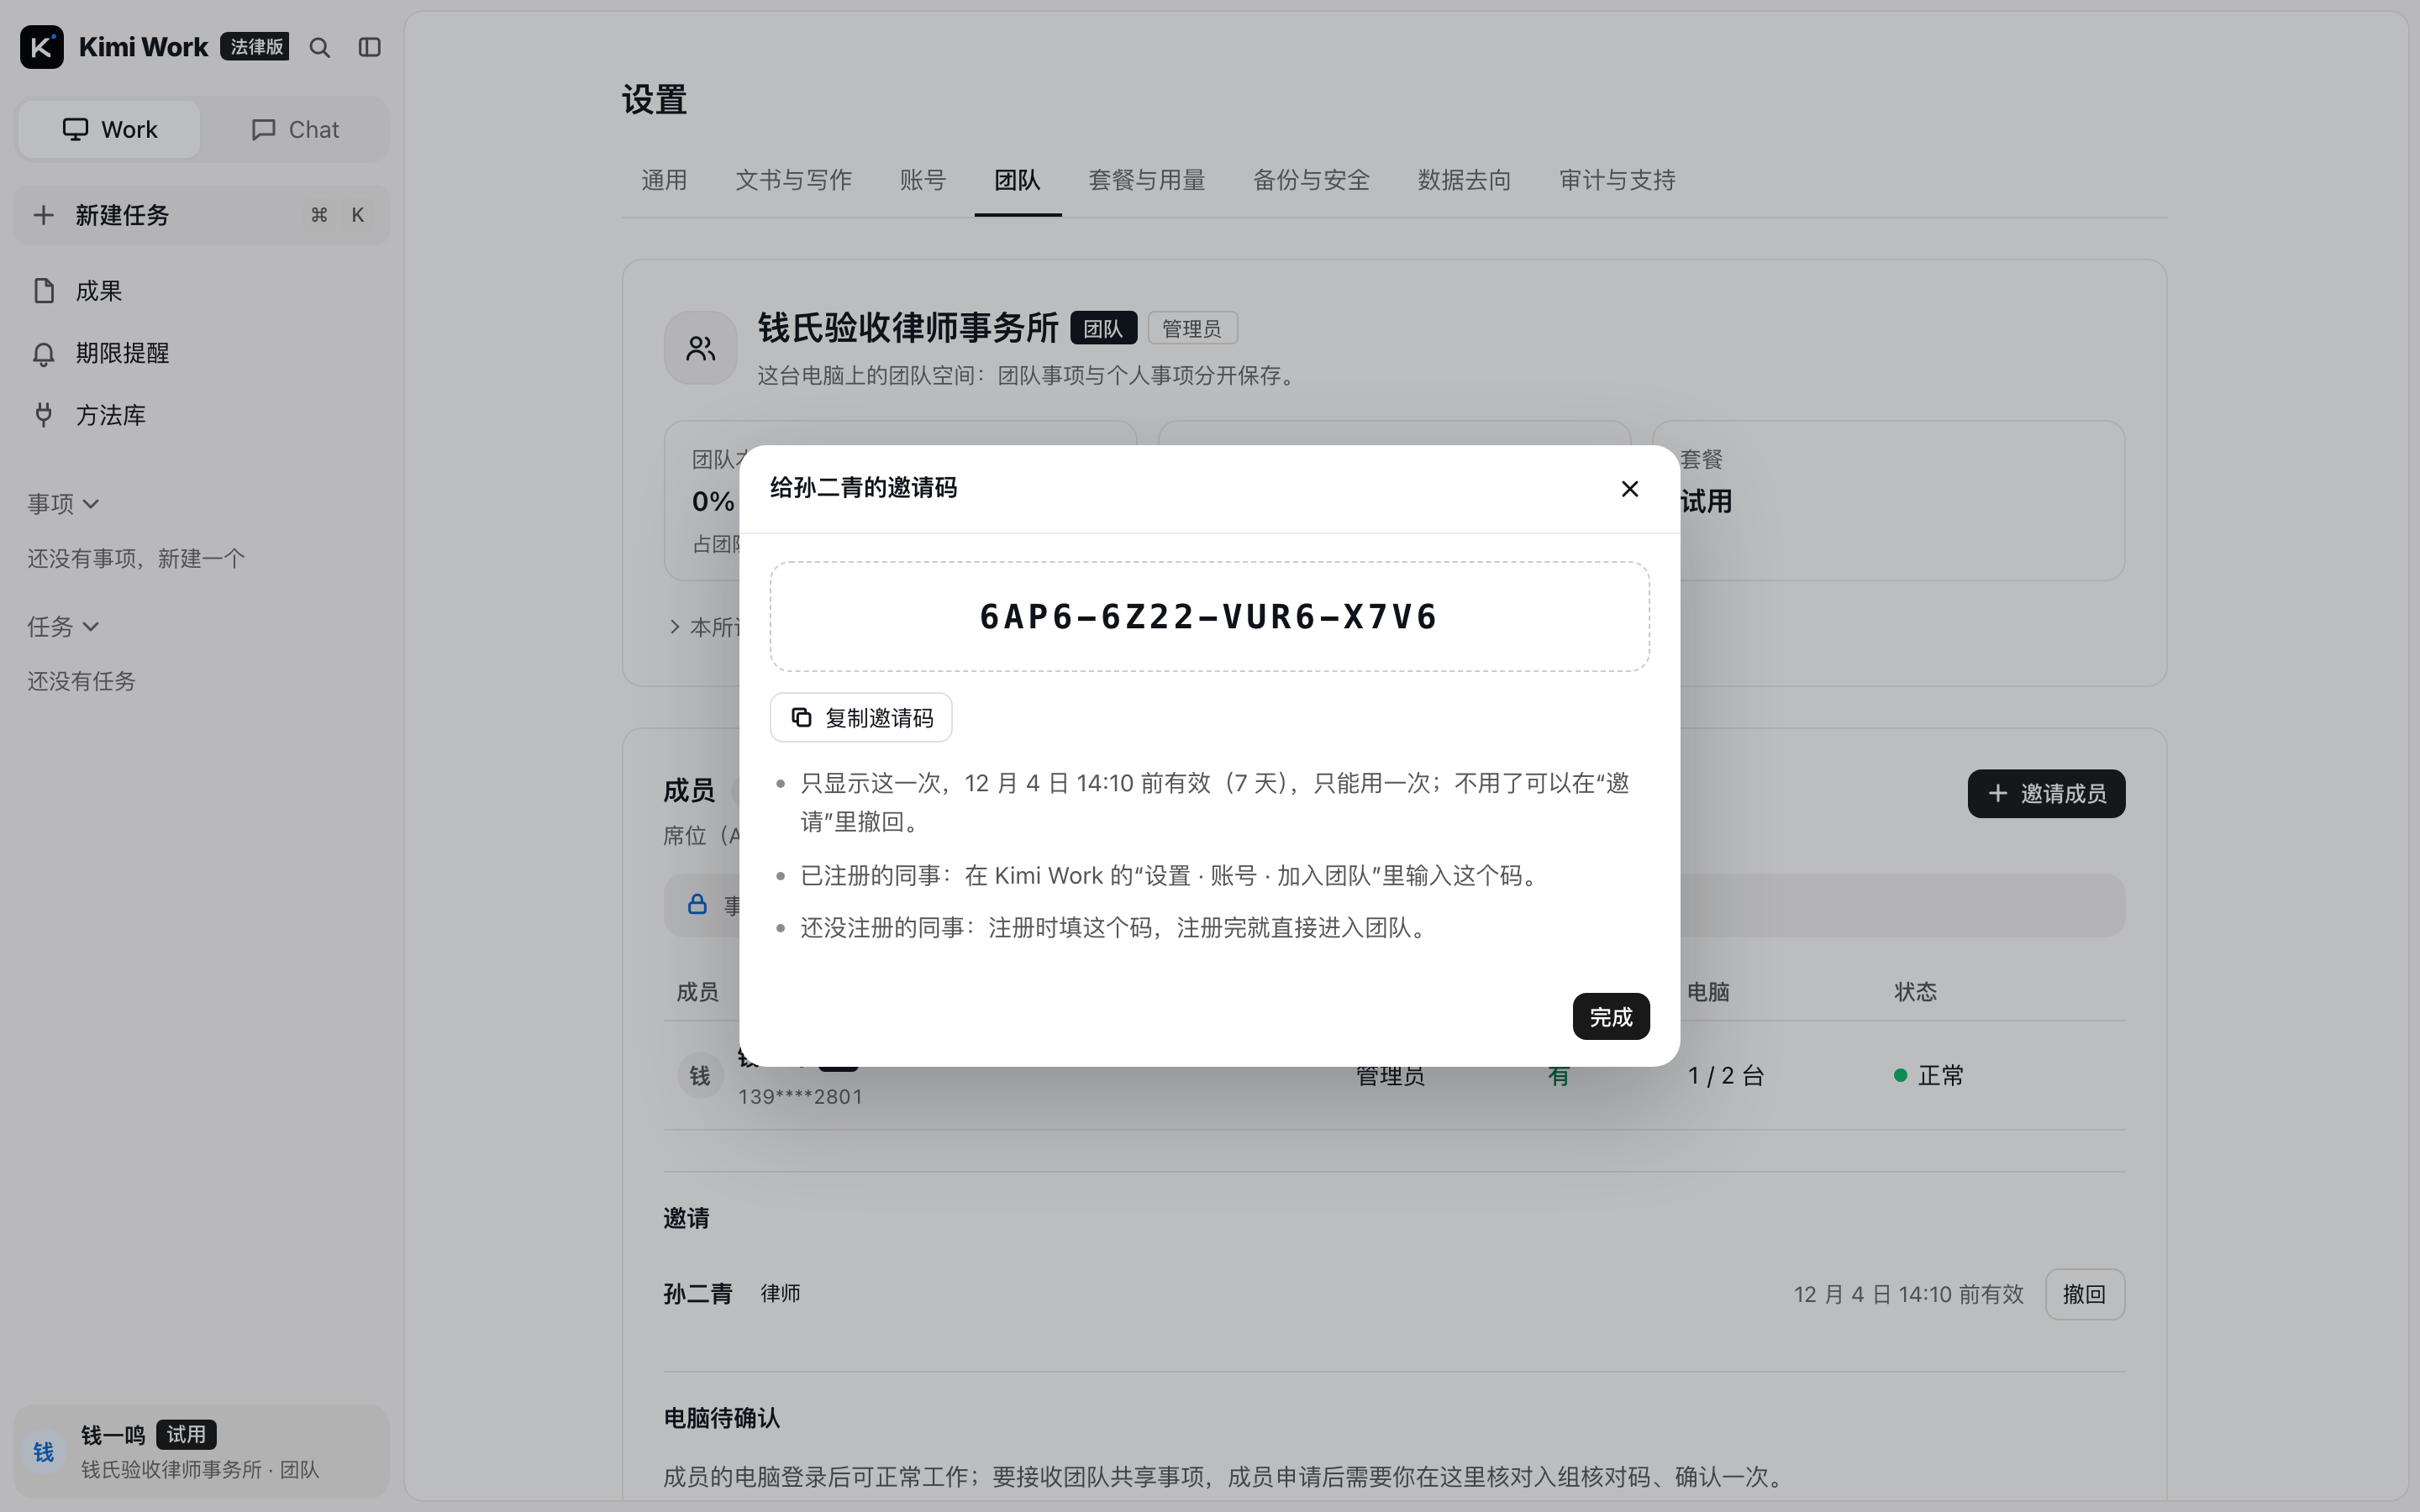 Kimi Work 法律版
Work
Chat
新建任务 ⌘ K
成果
期限提醒
方法库
事项
还没有事项，新建一个
任务
还没有任务
钱
钱一鸣 试用
钱氏验收律师事务所 · 团队
设置
通用 文书与写作 账号 团队 套餐与用量 备份与安全 数据去向 审计与支持
钱氏验收律师事务所 团队 管理员
这台电脑上的团队空间：团队事项与个人事项分开保存。
团队
0%
占团
套餐
试用
本所
给孙二青的邀请码
6AP6-6Z22-VUR6-X7V6
复制邀请码
只显示这一次，12 月 4 日 14:10 前有效（7 天），只能用一次；不用了可以在“邀
请”里撤回。
已注册的同事：在 Kimi Work 的“设置 · 账号 · 加入团队”里输入这个码。
还没注册的同事：注册时填这个码，注册完就直接进入团队。
完成
成员
邀请成员
席位（A
事
成员 电脑 状态
钱
139****2801
管理员 有 1 / 2 台 正常
邀请
孙二青 律师 12 月 4 日 14:10 前有效 撤回
电脑待确认
成员的电脑登录后可正常工作；要接收团队共享事项，成员申请后需要你在这里核对入组核对码、确认一次。